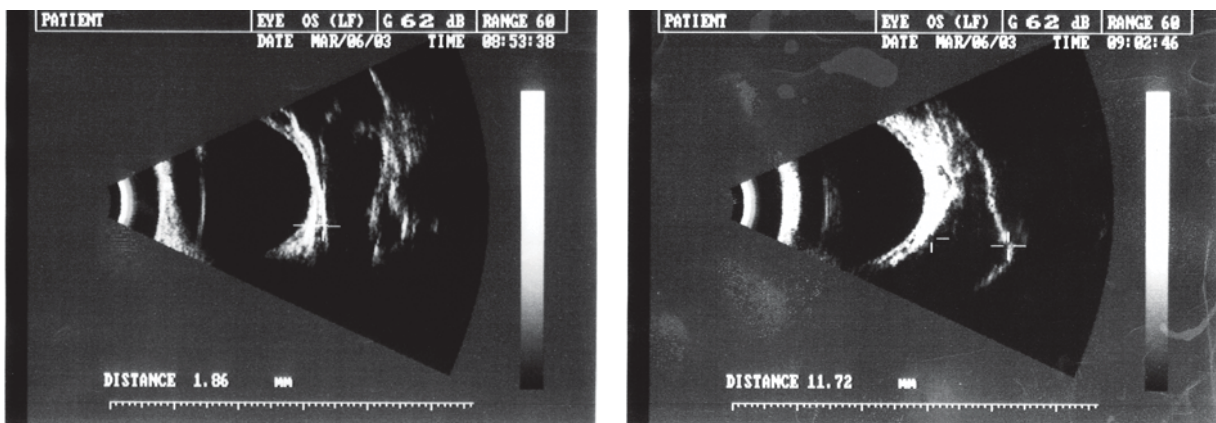 PATIENT EYE OS (LF) G 62 dB RANGE 60
DATE MAR/06/03 TIME 08:53:38
DISTANCE 1.86 MM
PATIENT EYE OS (LF) G 62 dB RANGE 60
DATE MAR/06/03 TIME 09:02:46
DISTANCE 11.72 MM